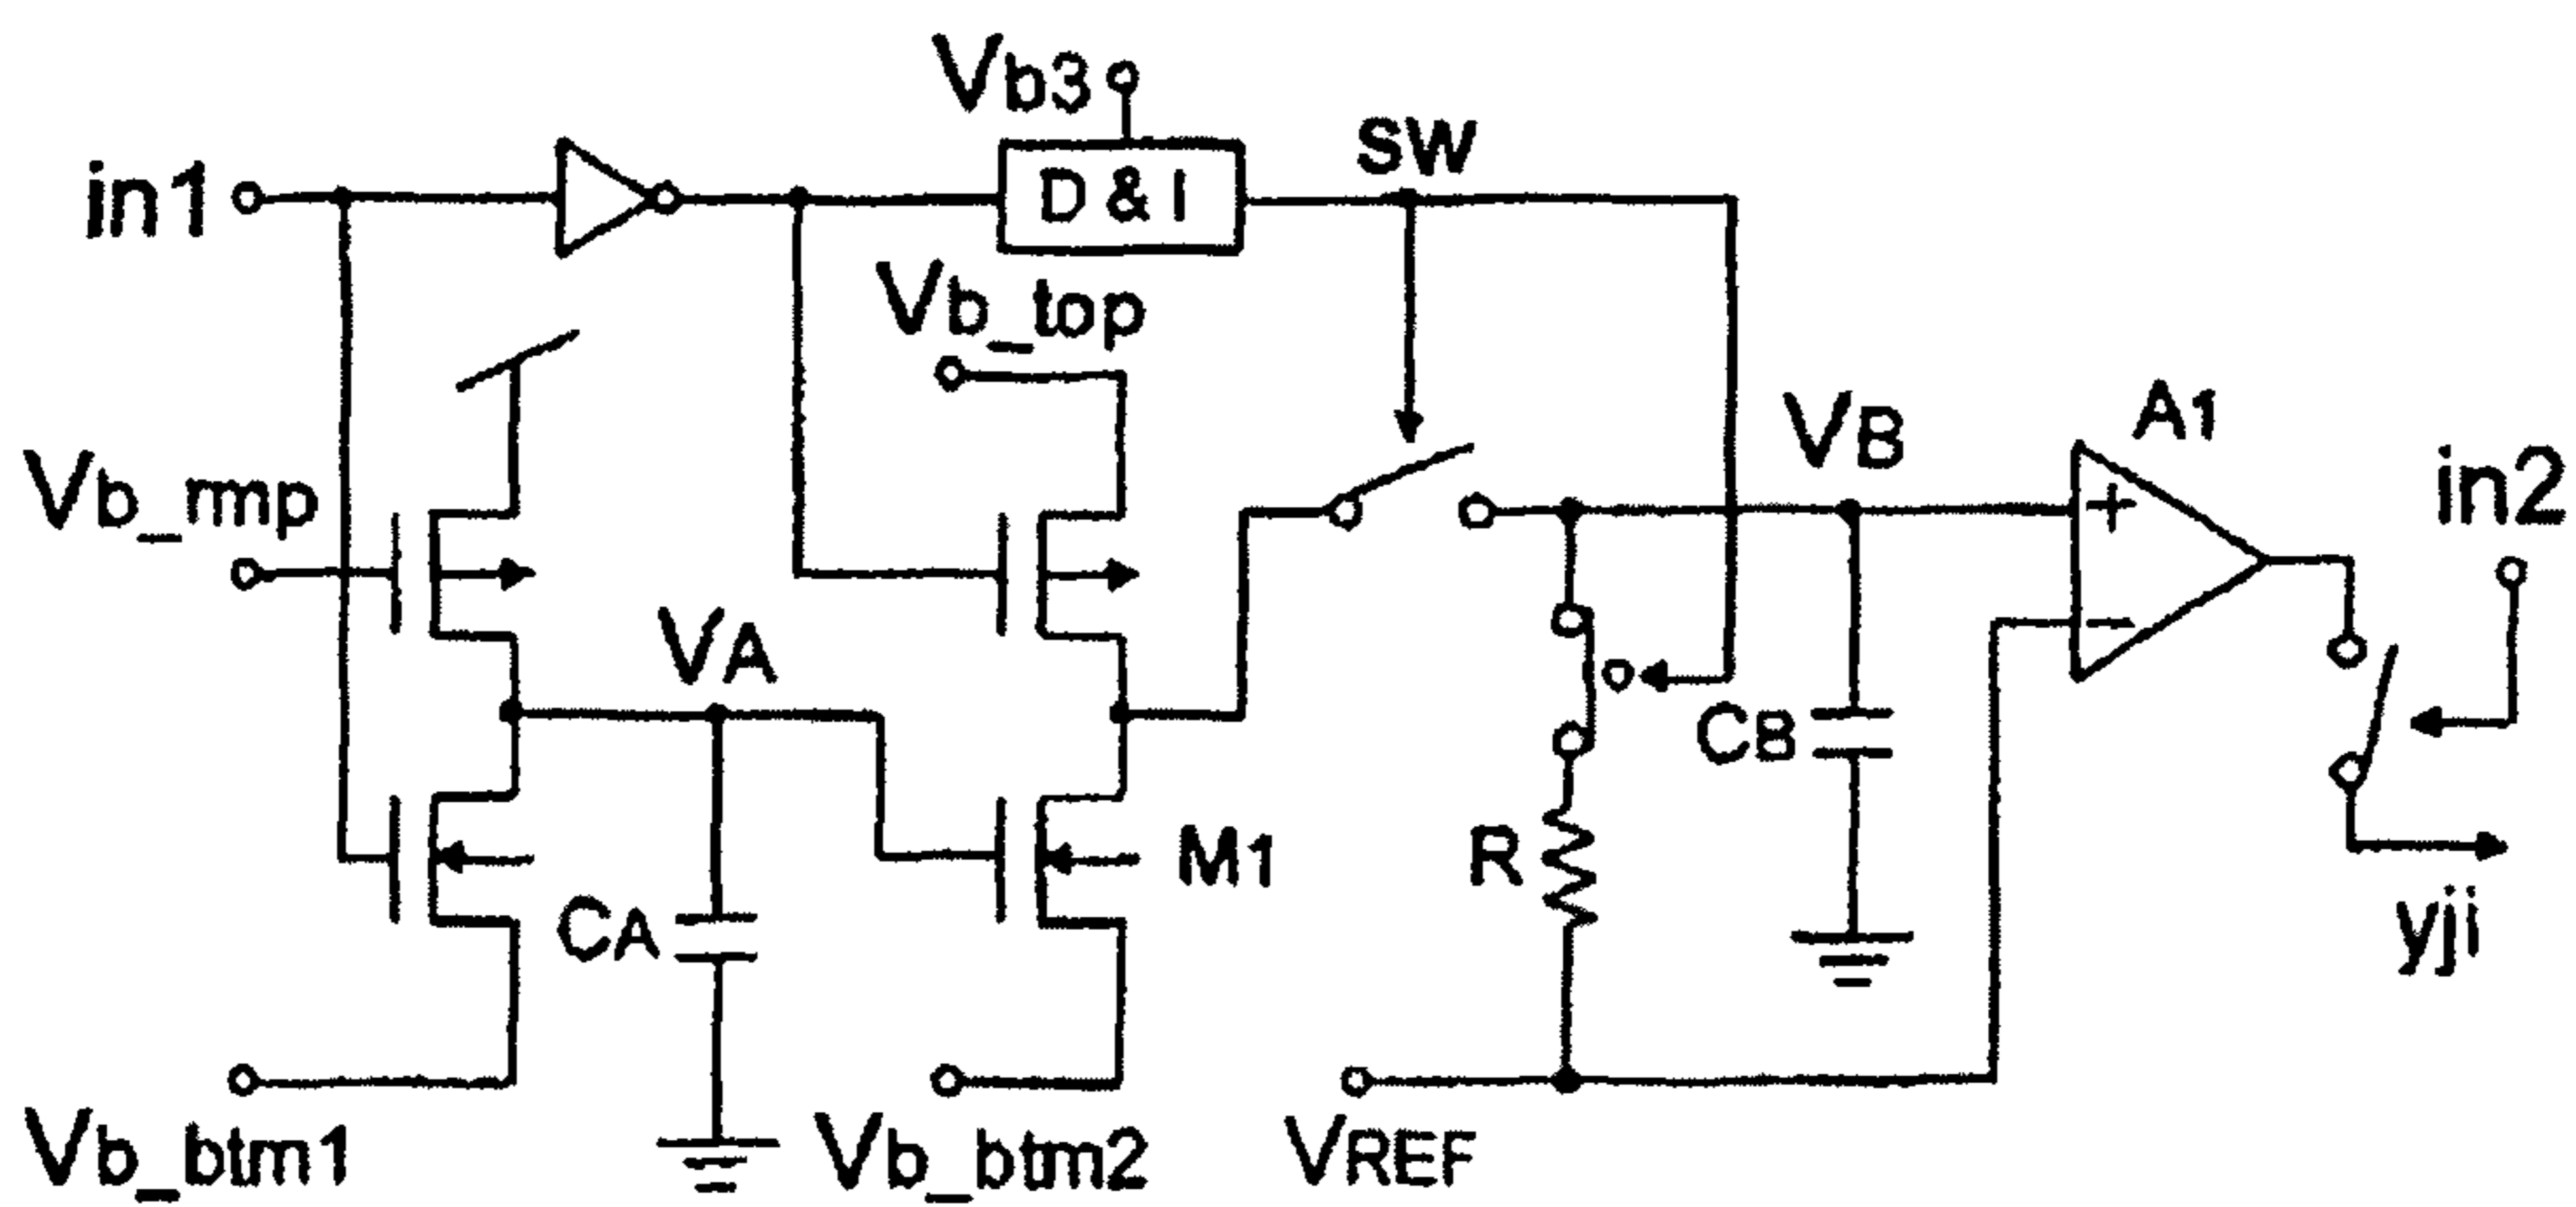 Vb3
in1
D & I
SW
Vb_top
Vb_rmp
VA
VB
A1
in2
+
−
CB
M1
R
CA
yji
Vb_btm1
Vb_btm2
VREF